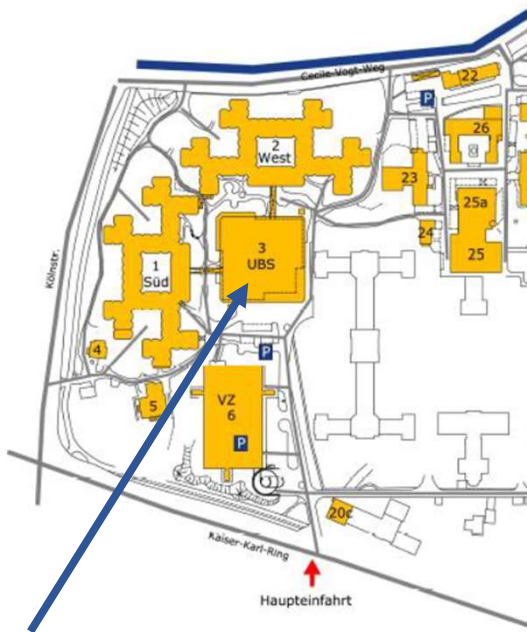 Cecile-Vogt-Weg
22
P
26
2
West
23
25a
24
3
UBS
25
1
Süd
Kölnstr.
4
P
5
VZ
6
P
20c
Kaiser-Karl-Ring
Haupteinfahrt